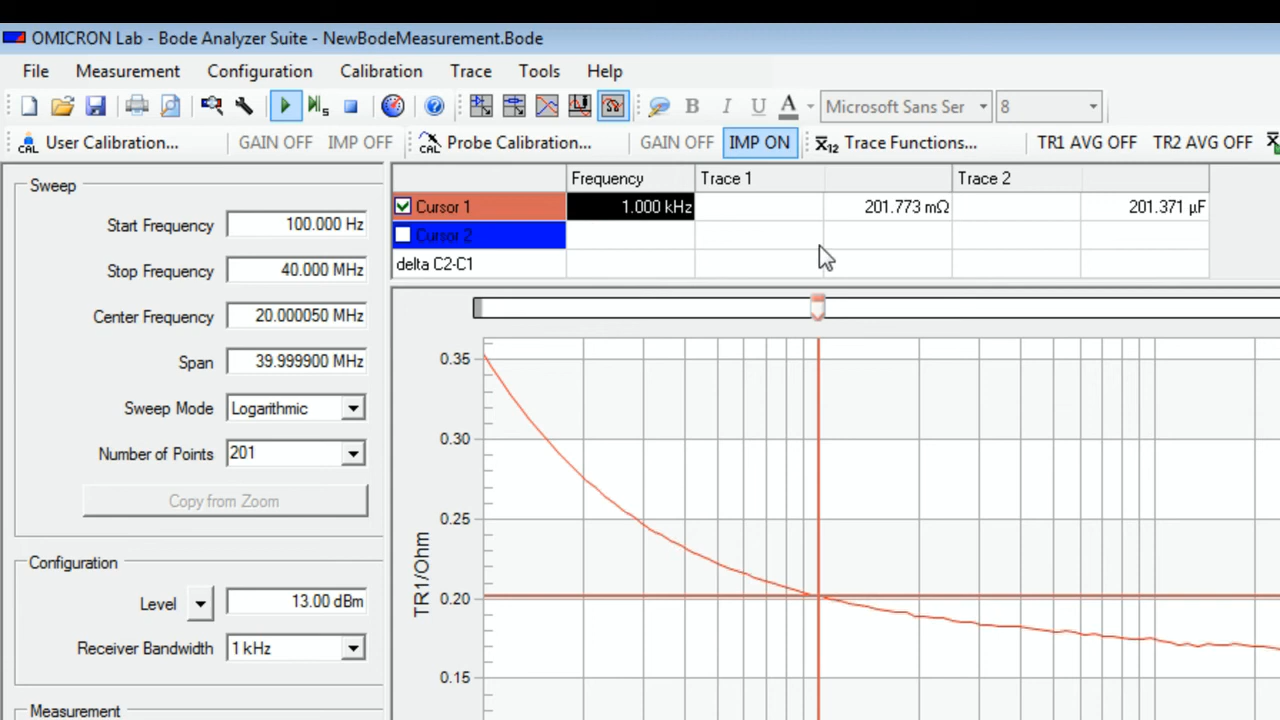 OMICRON Lab - Bode Analyzer Suite - NewBodeMeasurement.Bode
File Measurement Configuration Calibration Trace Tools Help
B I U A Microsoft Sans Ser 8
CAL User Calibration... GAIN OFF IMP OFF CAL Probe Calibration... GAIN OFF IMP ON X12 Trace Functions... TR1 AVG OFF TR2 AVG OFF
Sweep
Start Frequency 100.000 Hz
Stop Frequency 40.000 MHz
Center Frequency 20.000050 MHz
Span 39.999900 MHz
Sweep Mode Logarithmic
Number of Points 201
Copy from Zoom
Configuration
Level 13.00 dBm
Receiver Bandwidth 1 kHz
Measurement
Frequency Trace 1 Trace 2
Cursor 1 1.000 kHz 201.773 mΩ 201.371 µF
Cursor 2
delta C2-C1
TR1/Ohm
0.35
0.30
0.25
0.20
0.15